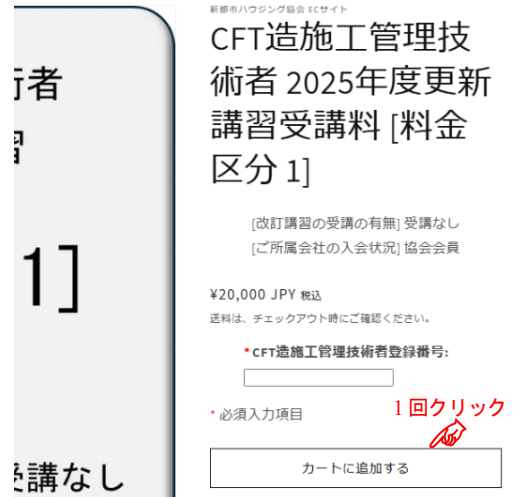 新都市ハウジング協会 ECサイト
CFT造施工管理技
術者 2025年度更新
講習受講料 [料金
区分 1]
[改訂講習の受講の有無] 受講なし
[ご所属会社の入会状況] 協会会員
¥20,000 JPY 税込
送料は、チェックアウト時にご確認ください。
*CFT造施工管理技術者登録番号:
* 必須入力項目
1回クリック
カートに追加する
術者
習
1]
受講なし